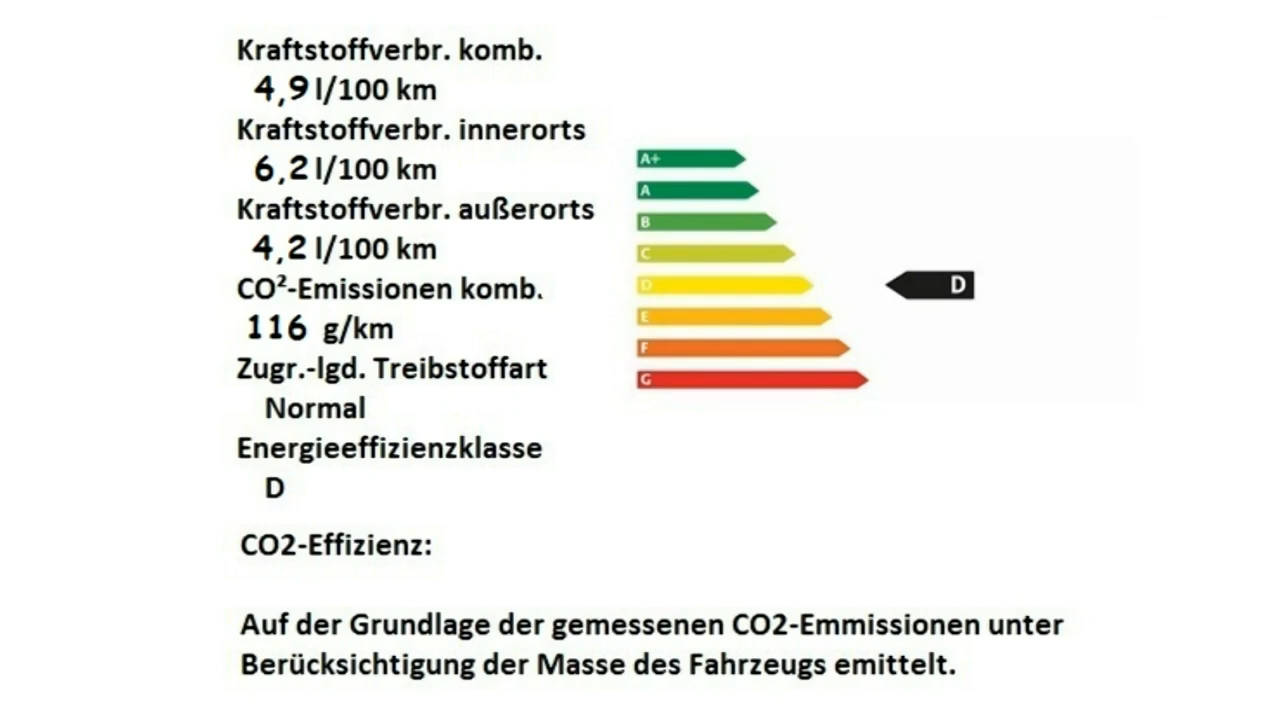 Kraftstoffverbr. komb.
4,9 l/100 km
Kraftstoffverbr. innerorts
6,2 l/100 km
Kraftstoffverbr. außerorts
4,2 l/100 km
CO²-Emissionen komb.
116 g/km
Zugr.-lgd. Treibstoffart
Normal
Energieeffizienzklasse
D
A+
A
B
C
D
D
E
F
G
CO2-Effizienz:
Auf der Grundlage der gemessenen CO2-Emmissionen unter
Berücksichtigung der Masse des Fahrzeugs emittelt.